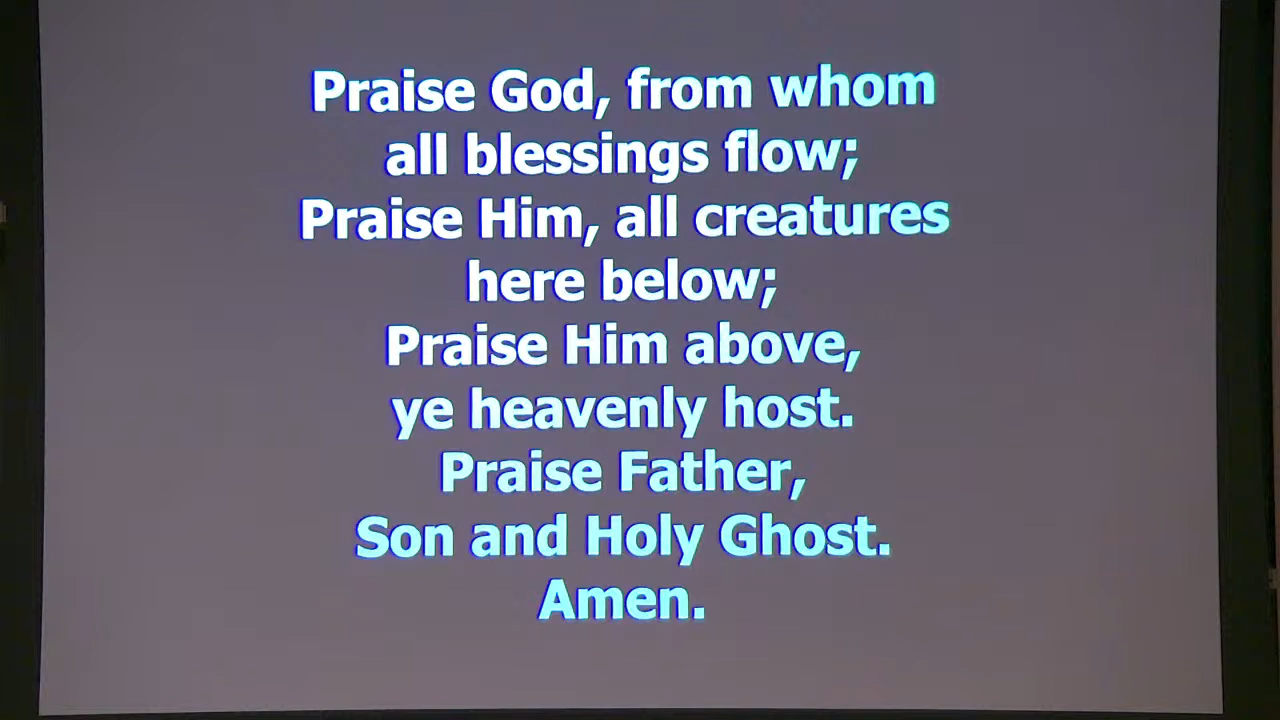 Praise God, from whom
all blessings flow;
Praise Him, all creatures
here below;
Praise Him above,
ye heavenly host.
Praise Father,
Son and Holy Ghost.
Amen.